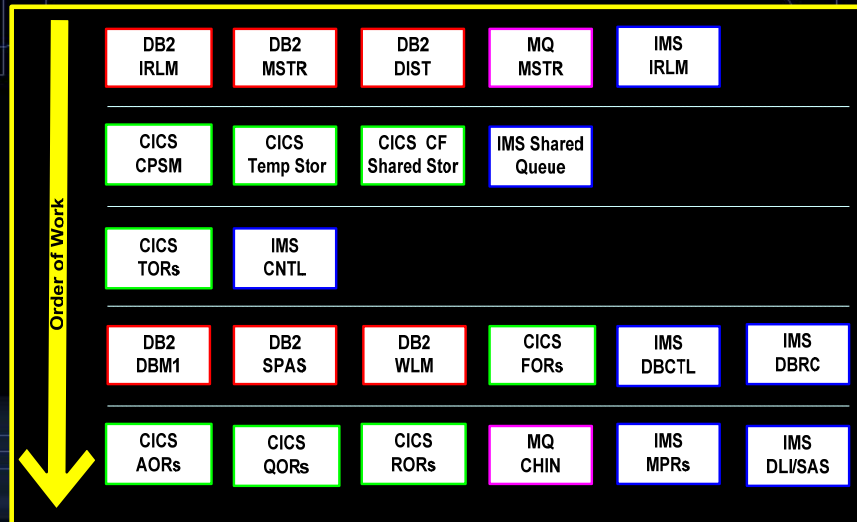 Order of Work
DB2
IRLM
DB2
MSTR
DB2
DIST
MQ
MSTR
IMS
IRLM
CICS
CPSM
CICS
Temp Stor
CICS CF
Shared Stor
IMS Shared
Queue
CICS
TORs
IMS
CNTL
DB2
DBM1
DB2
SPAS
DB2
WLM
CICS
FORs
IMS
DBCTL
IMS
DBRC
CICS
AORs
CICS
QORs
CICS
RORs
MQ
CHIN
IMS
MPRs
IMS
DLI/SAS